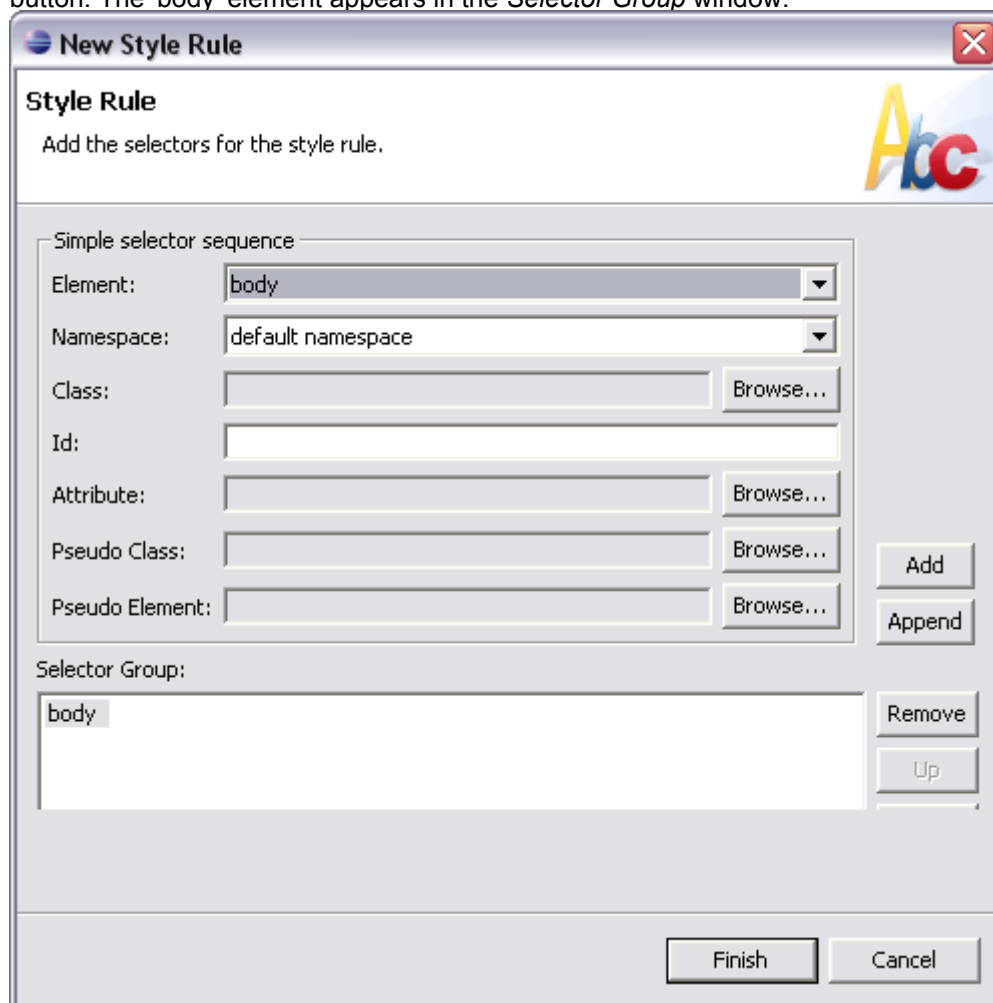 button. The 'body' element appears in the Selector Group window.
New Style Rule
Style Rule
Add the selectors for the style rule.
Abc
Simple selector sequence
Element: body
Namespace: default namespace
Class: Browse...
Id:
Attribute: Browse...
Pseudo Class: Browse...
Pseudo Element: Browse...
Add
Append
Selector Group:
body
Remove
Up
Finish Cancel